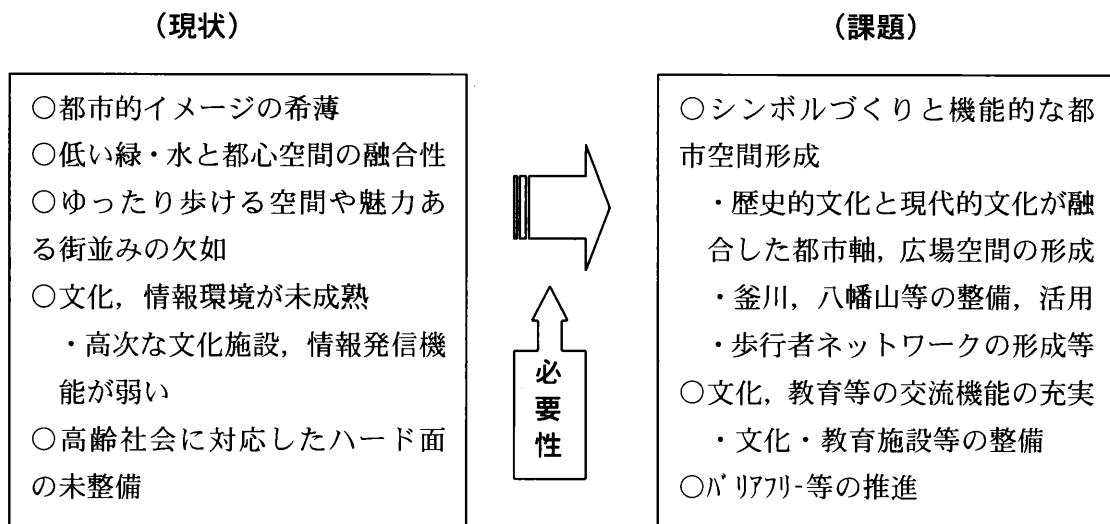 (現状)
○都市的イメージの希薄
○低い緑・水と都心空間の融合性
○ゆったり歩ける空間や魅力あ
る街並みの欠如
○文化，情報環境が未成熟
・高次な文化施設，情報発信機
能が弱い
○高齢社会に対応したハード面
の未整備
必要性
(課題)
○シンボルづくりと機能的な都
市空間形成
・歴史的文化と現代的文化が融
合した都市軸，広場空間の形成
・釜川，八幡山等の整備，活用
・歩行者ネットワークの形成等
○文化，教育等の交流機能の充実
・文化・教育施設等の整備
○ﾊﾞﾘｱﾌﾘｰ等の推進